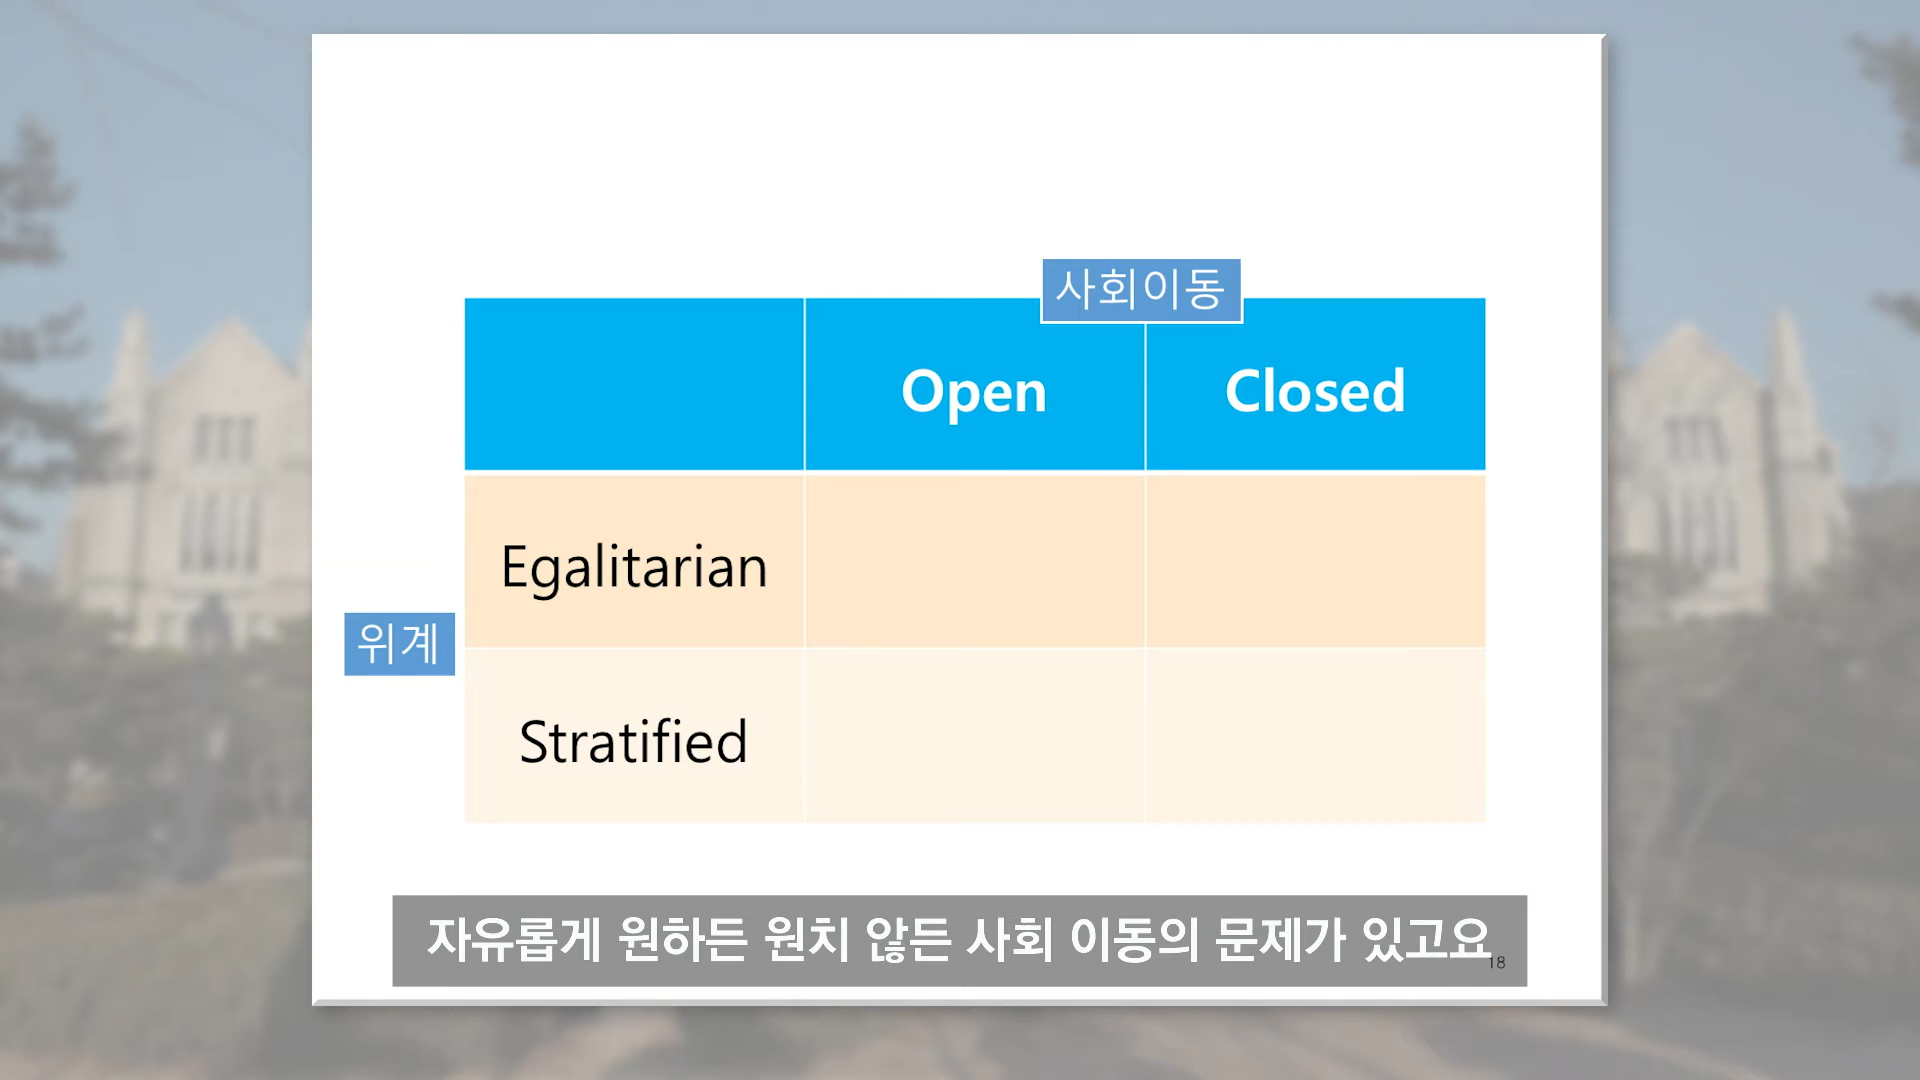 사회이동
Open Closed
Egalitarian
위계
Stratified
자유롭게 원하든 원치 않든 사회 이동의 문제가 있고요
18